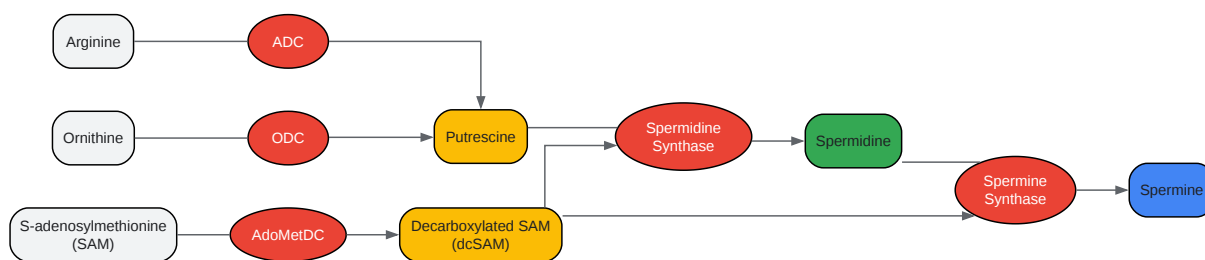 Arginine
ADC
Ornithine
ODC
Putrescine
Spermidine
Synthase
Spermidine
Spermine
Synthase
Spermine
S-adenosylmethionine
(SAM)
AdoMetDC
Decarboxylated SAM
(dcSAM)